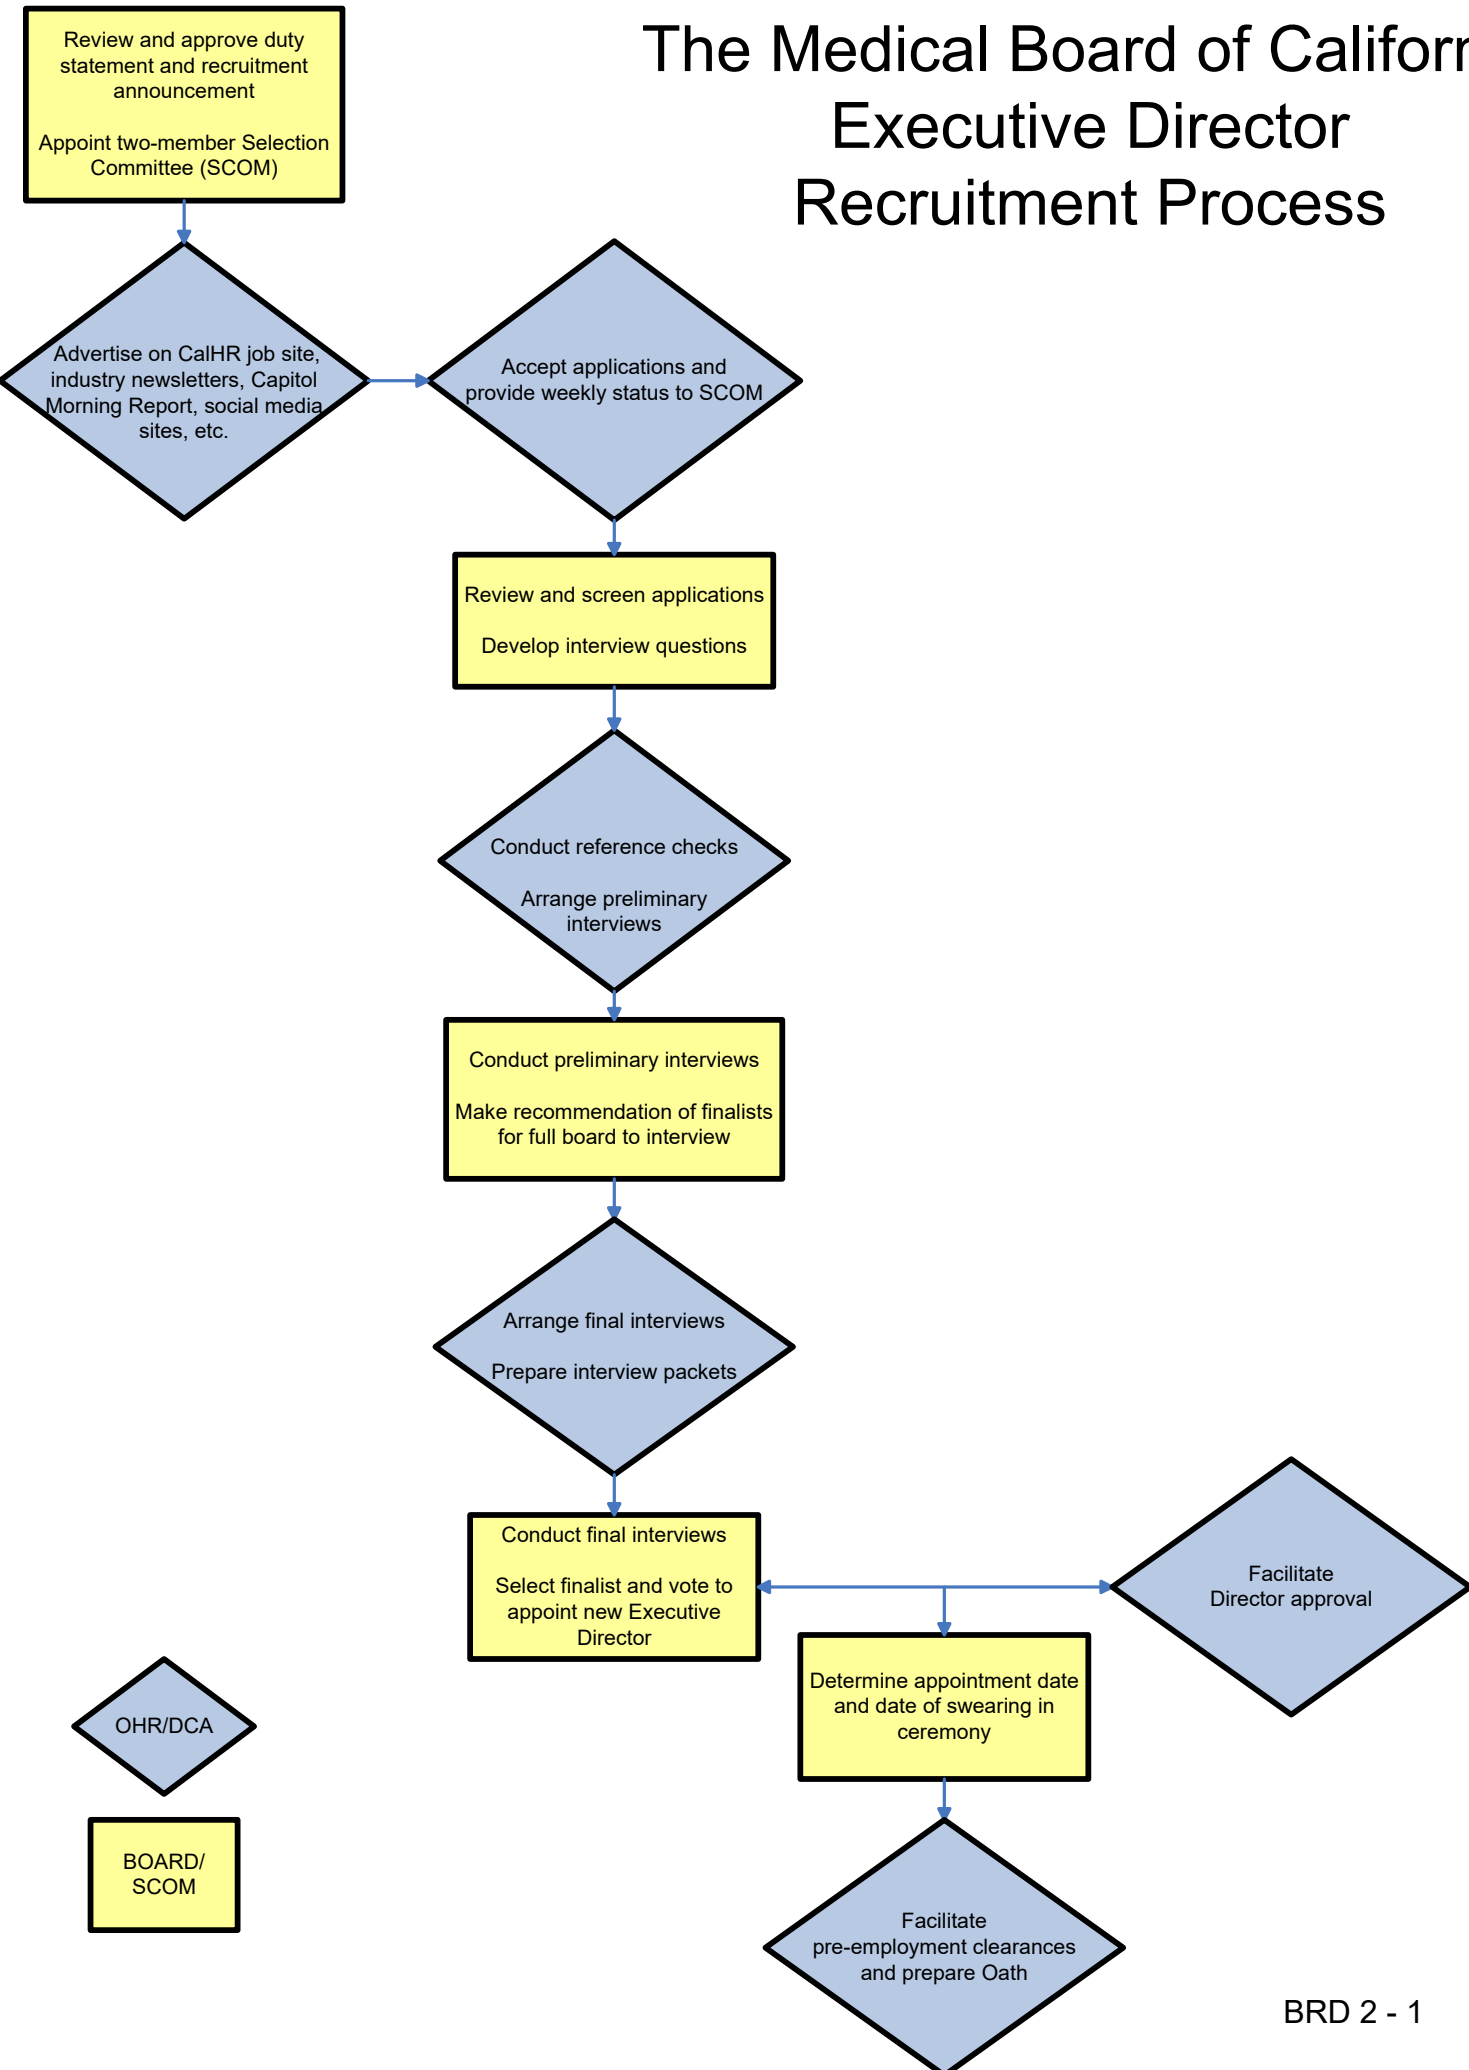 The Medical Board of Californ
Executive Director
Recruitment Process
Review and approve duty
statement and recruitment
announcement
Appoint two-member Selection
Committee (SCOM)
Advertise on CalHR job site,
industry newsletters, Capitol
Morning Report, social media
sites, etc.
Accept applications and
provide weekly status to SCOM
Review and screen applications
Develop interview questions
Conduct reference checks
Arrange preliminary
interviews
Conduct preliminary interviews
Make recommendation of finalists
for full board to interview
Arrange final interviews
Prepare interview packets
Conduct final interviews
Select finalist and vote to
appoint new Executive
Director
Facilitate
Director approval
Determine appointment date
and date of swearing in
ceremony
Facilitate
pre-employment clearances
and prepare Oath
OHR/DCA
BOARD/
SCOM
BRD 2 - 1